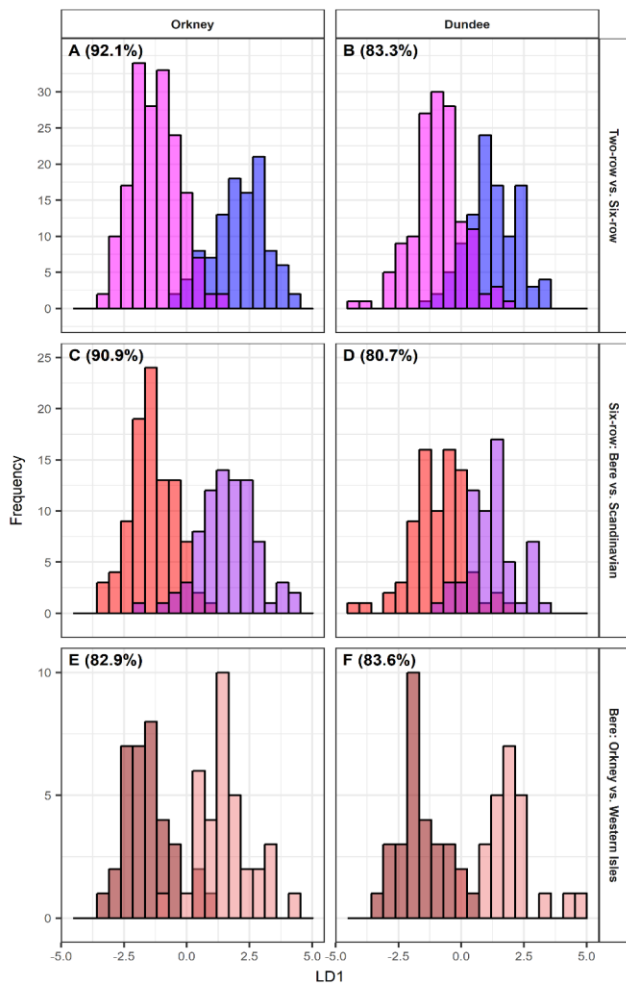 Orkney
Dundee
A (92.1%)
B (83.3%)
30
25
20
15
10
5
0
Two-row vs. Six-row
C (90.9%)
D (80.7%)
25
20
15
10
5
0
Six-row: Bere vs. Scandinavian
Frequency
E (82.9%)
F (83.6%)
10
5
0
Bere: Orkney vs. Western Isles
-5.0
-2.5
0.0
2.5
5.0
-5.0
-2.5
0.0
2.5
5.0
LD1